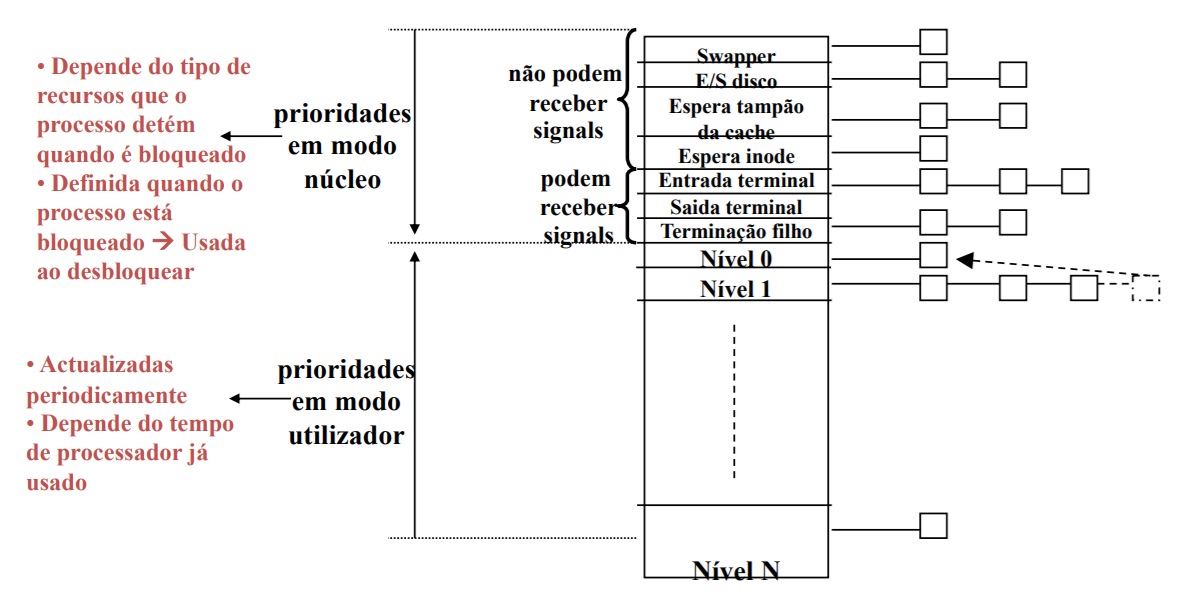 • Depende do tipo de
recursos que o
processo detém
quando é bloqueado
• Definida quando o
processo está
bloqueado → Usada
ao desbloquear
prioridades
em modo
núcleo
não podem
receber
signals
podem
receber
signals
Swapper
E/S disco
Espera tampão
da cache
Espera inode
Entrada terminal
Saida terminal
Terminação filho
Nível 0
Nível 1
• Actualizadas
periodicamente
• Depende do tempo
de processador já
usado
prioridades
em modo
utilizador
Nível N